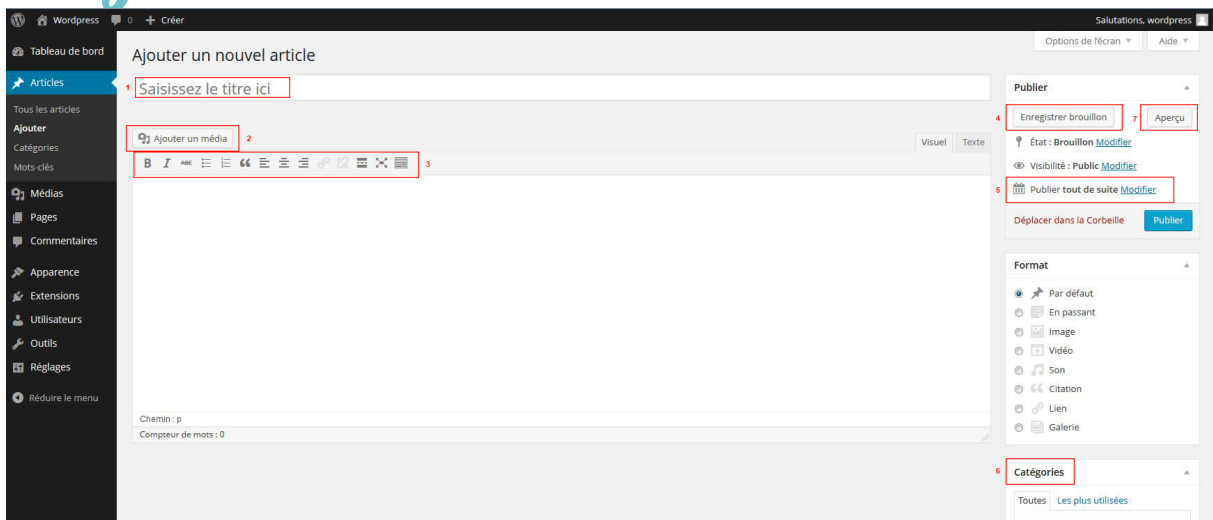 Wordpress 0 + Créer Salutations, wordpress
Options de l'écran Aide
Tableau de bord
Articles
Tous les articles
Ajouter
Catégories
Mots-clés
Médias
Pages
Commentaires
Apparence
Extensions
Utilisateurs
Outils
Réglages
Réduire le menu
Ajouter un nouvel article
1 Saisissez le titre ici
Ajouter un média 2
Visuel Texte
B I ABC 3
Chemin : p
Compteur de mots : 0
Publier
4 Enregistrer brouillon 7 Aperçu
État : Brouillon Modifier
Visibilité : Public Modifier
5 Publier tout de suite Modifier
Déplacer dans la Corbeille Publier
Format
Par défaut
En passant
Image
Vidéo
Son
Citation
Lien
Galerie
6 Catégories
Toutes Les plus utilisées